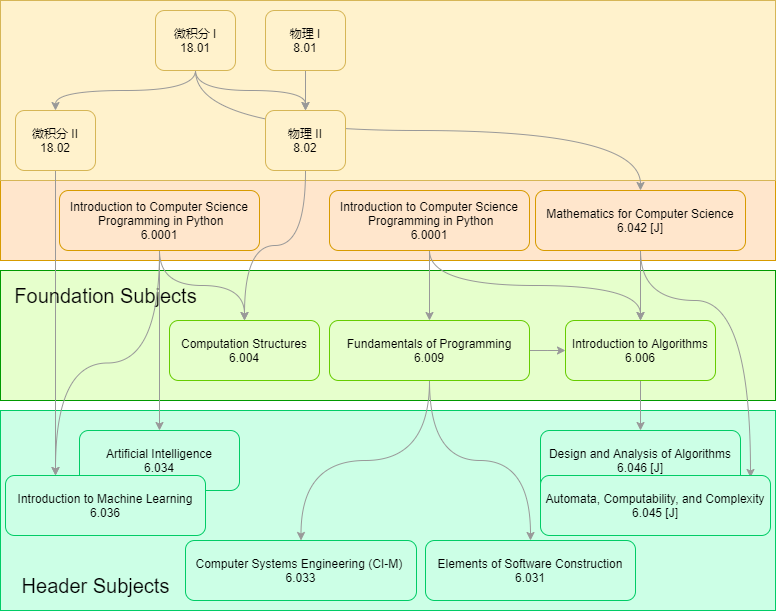 微积分 I
18.01
物理 I
8.01
微积分 II
18.02
物理 II
8.02
Introduction to Computer Science
Programming in Python
6.0001
Introduction to Computer Science
Programming in Python
6.0001
Mathematics for Computer Science
6.042 [J]
Foundation Subjects
Computation Structures
6.004
Fundamentals of Programming
6.009
Introduction to Algorithms
6.006
Artificial Intelligence
6.034
Introduction to Machine Learning
6.036
Design and Analysis of Algorithms
6.046 [J]
Automata, Computability, and Complexity
6.045 [J]
Computer Systems Engineering (CI-M)
6.033
Elements of Software Construction
6.031
Header Subjects